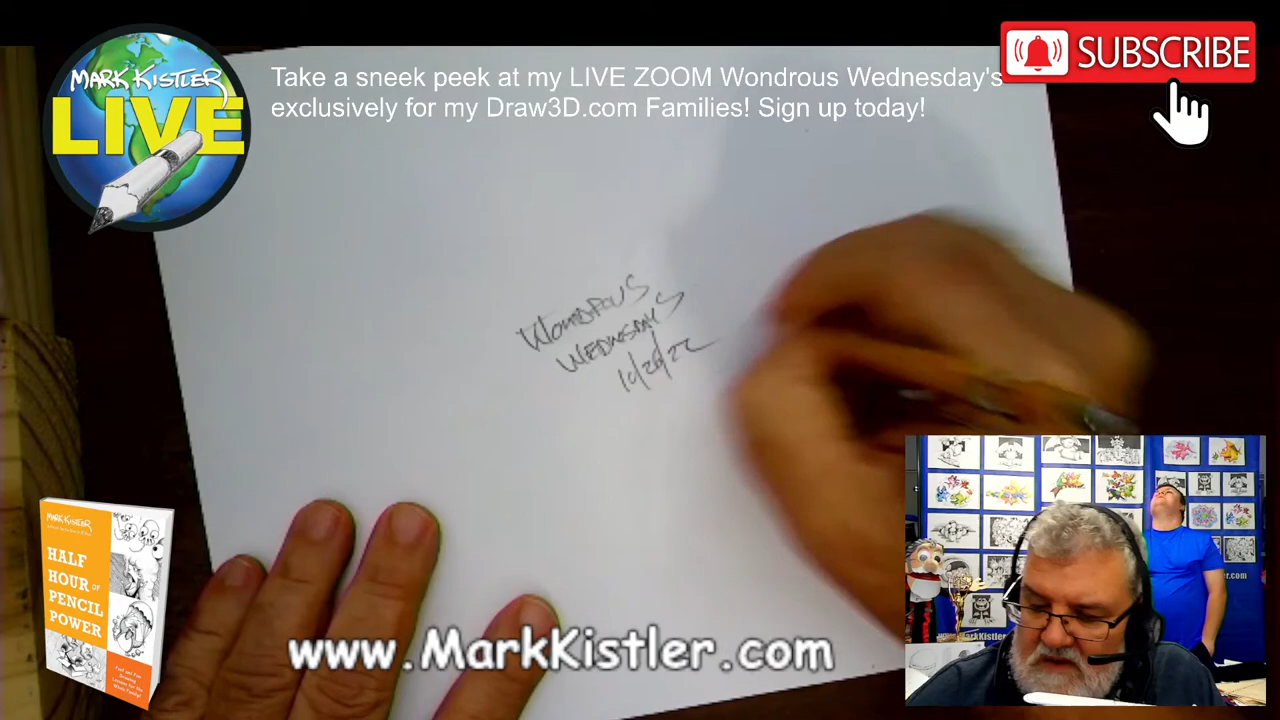 MARK KISTLER
LIVE
Take a sneek peek at my LIVE ZOOM Wondrous Wednesday's
exclusively for my Draw3D.com Families! Sign up today!
SUBSCRIBE
WONDROUS
WEDNESDAYS
MARK KISTLER
HALF
HOUR OF
PENCIL
POWER
www.MarkKistler.com